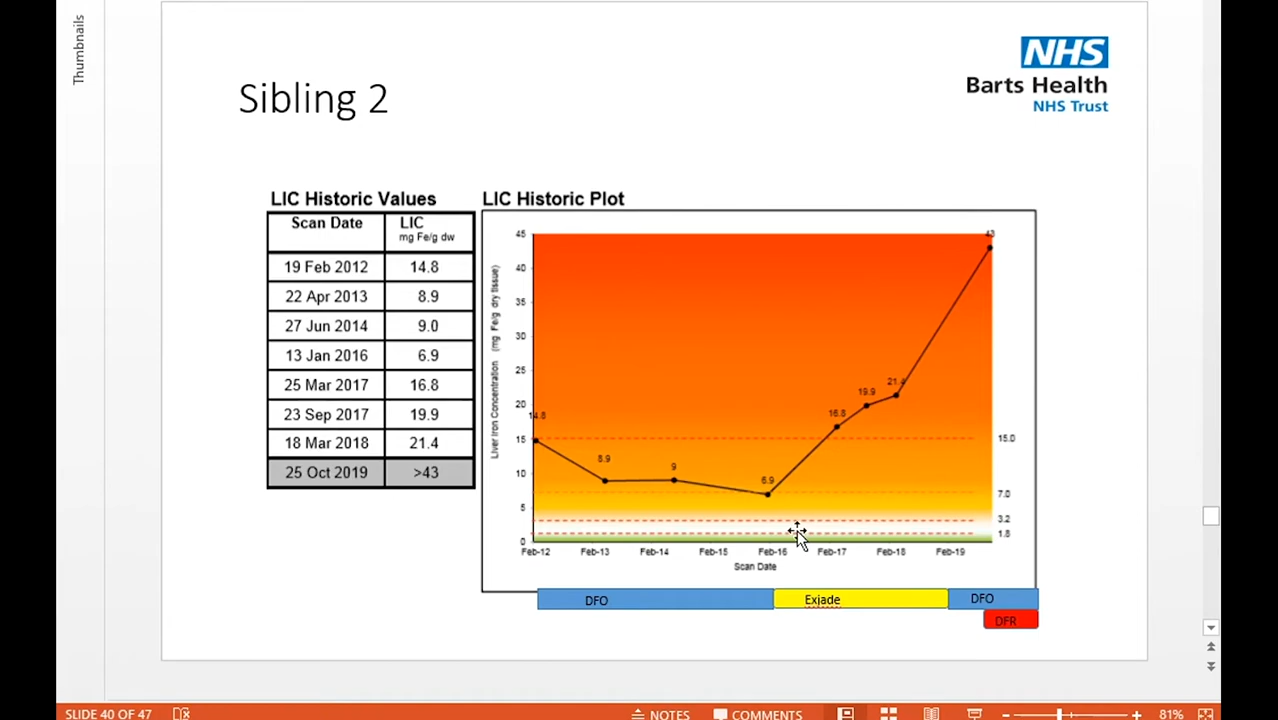 Thumbnails
NHS
Barts Health
NHS Trust
Sibling 2
LIC Historic Values
Scan Date LIC
mg Fe/g dw
19 Feb 2012 14.8
22 Apr 2013 8.9
27 Jun 2014 9.0
13 Jan 2016 6.9
25 Mar 2017 16.8
23 Sep 2017 19.9
18 Mar 2018 21.4
25 Oct 2019 >43
LIC Historic Plot
Liver Iron Concentration (mg Fe/g dry tissue)
45
40
35
30
25
20
15
10
5
0
14.8
8.9
9
6.9
16.8
19.9
21.4
43
15.0
7.0
3.2
1.8
Feb-12 Feb-13 Feb-14 Feb-15 Feb-16 Feb-17 Feb-18 Feb-19
Scan Date
DFO Exjade DFO
DFR
SLIDE 40 OF 47 NOTES COMMENTS 81%